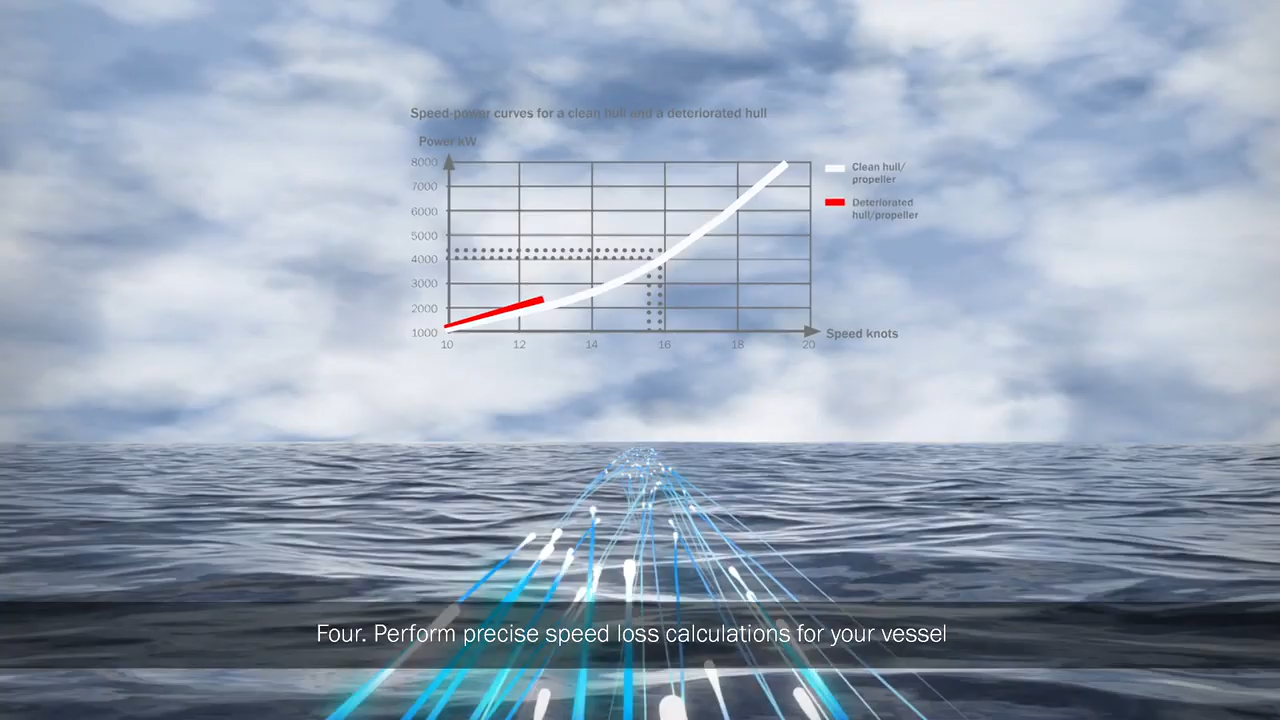 Speed-power curves for a clean hull and a deteriorated hull
Power kW
8000
7000
6000
5000
4000
3000
2000
1000
10 12 14 16 18 20
Speed knots
Clean hull/
propeller
Deteriorated
hull/propeller
Four. Perform precise speed loss calculations for your vessel